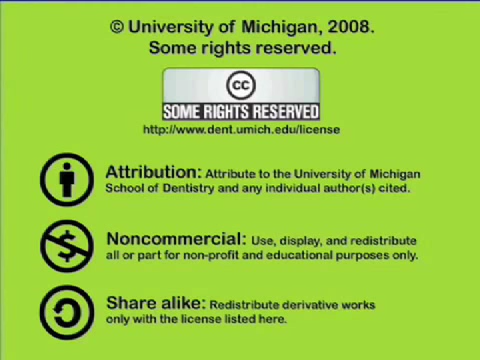 © University of Michigan, 2008.
Some rights reserved.
cc
SOME RIGHTS RESERVED
http://www.dent.umich.edu/license
Attribution: Attribute to the University of Michigan
School of Dentistry and any individual author(s) cited.
$
Noncommercial: Use, display, and redistribute
all or part for non-profit and educational purposes only.
Share alike: Redistribute derivative works
only with the license listed here.